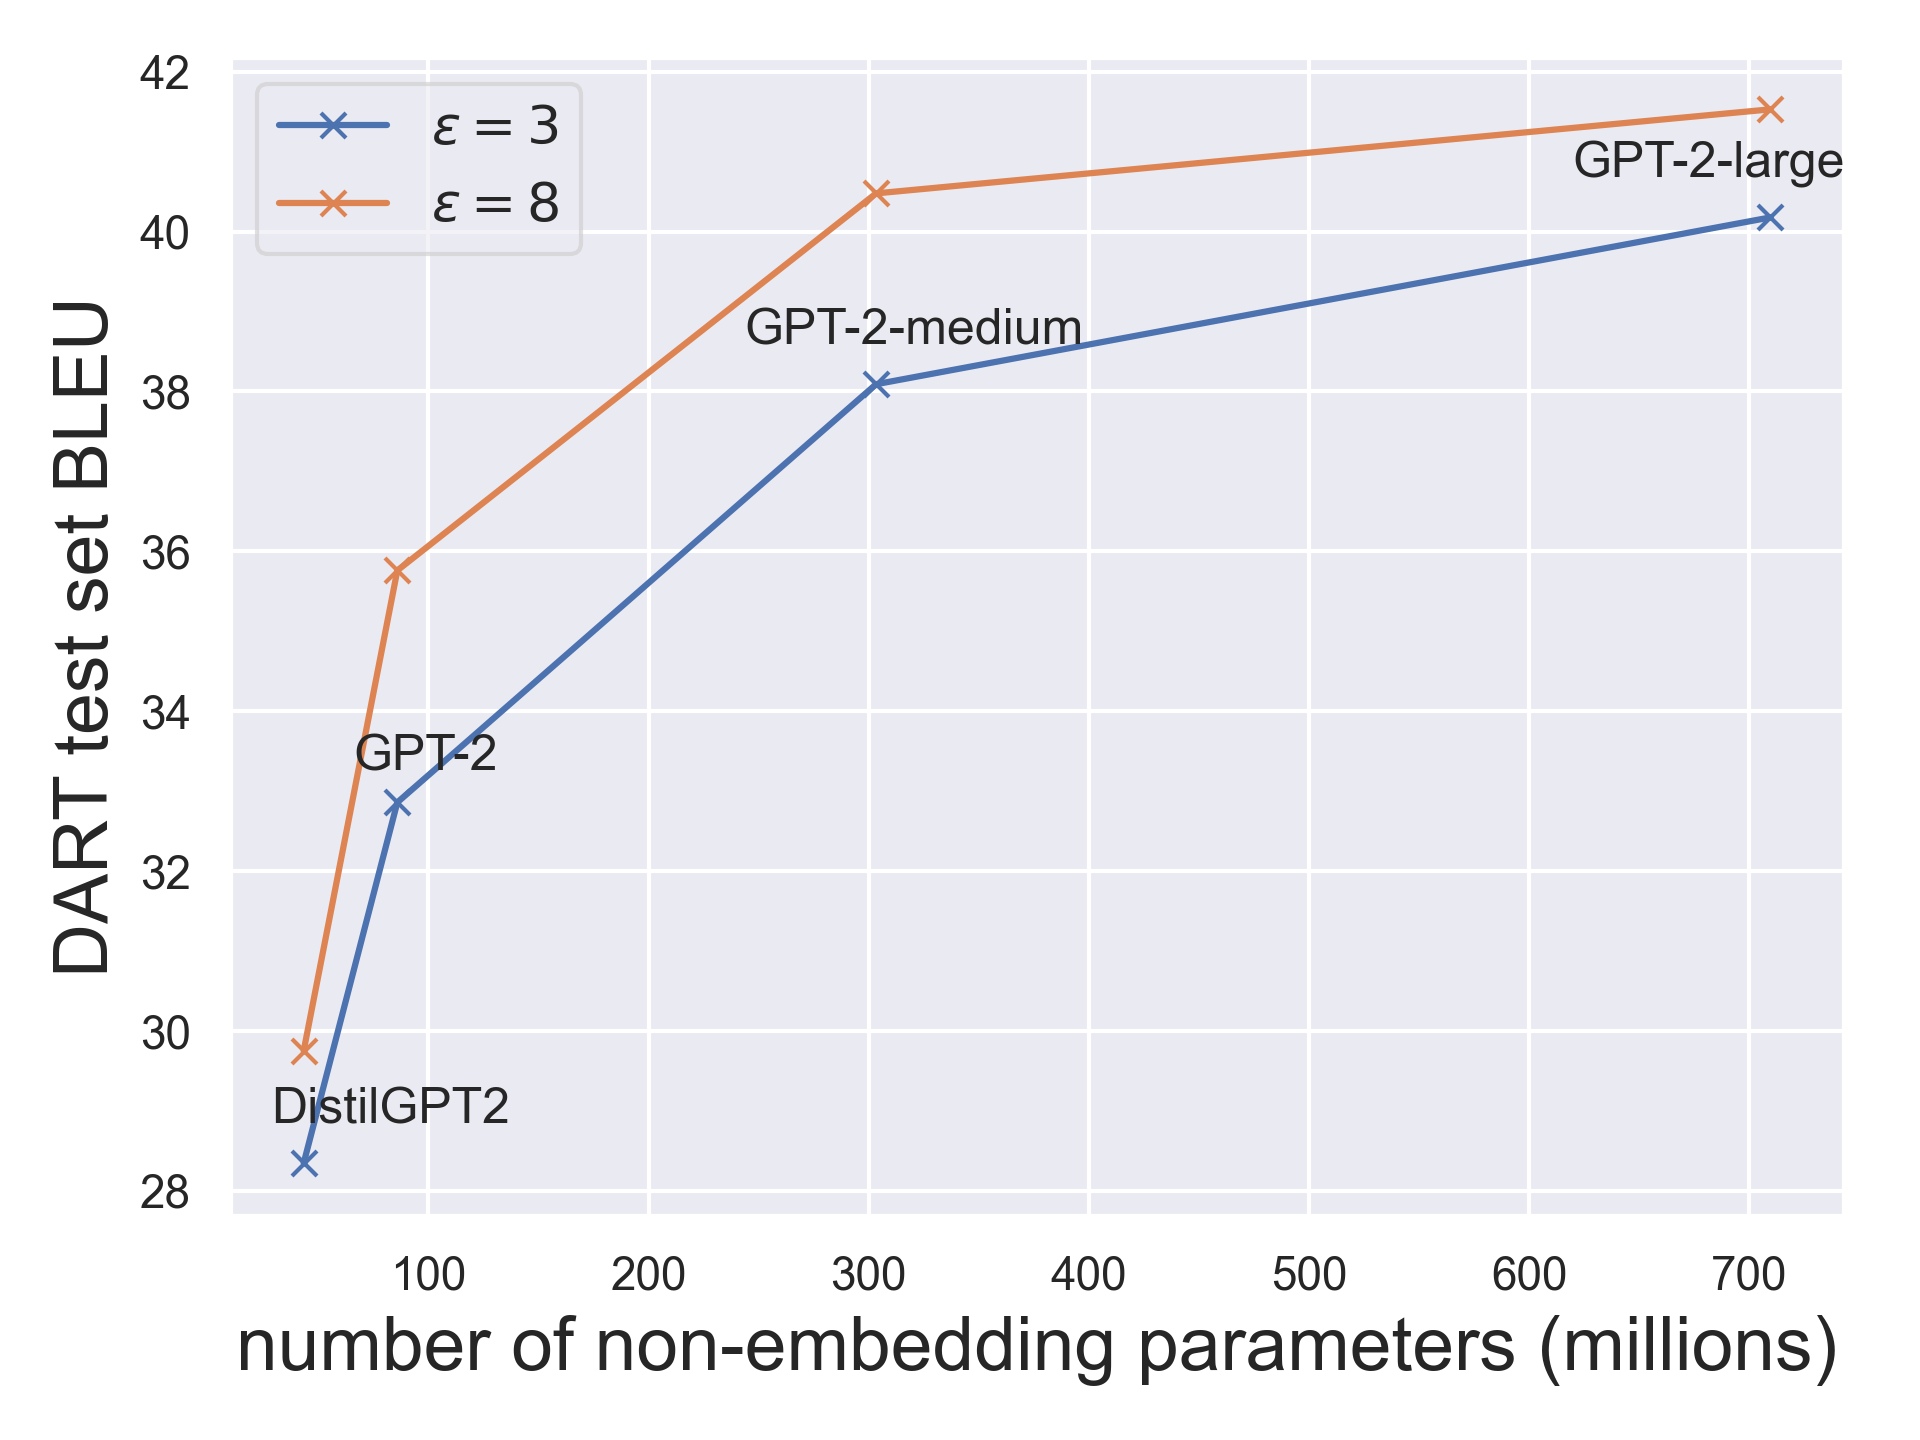 42
40
38
36
34
32
30
28
DART test set BLEU
ε = 3
ε = 8
GPT-2-large
GPT-2-medium
GPT-2
DistilGPT2
100 200 300 400 500 600 700
number of non-embedding parameters (millions)